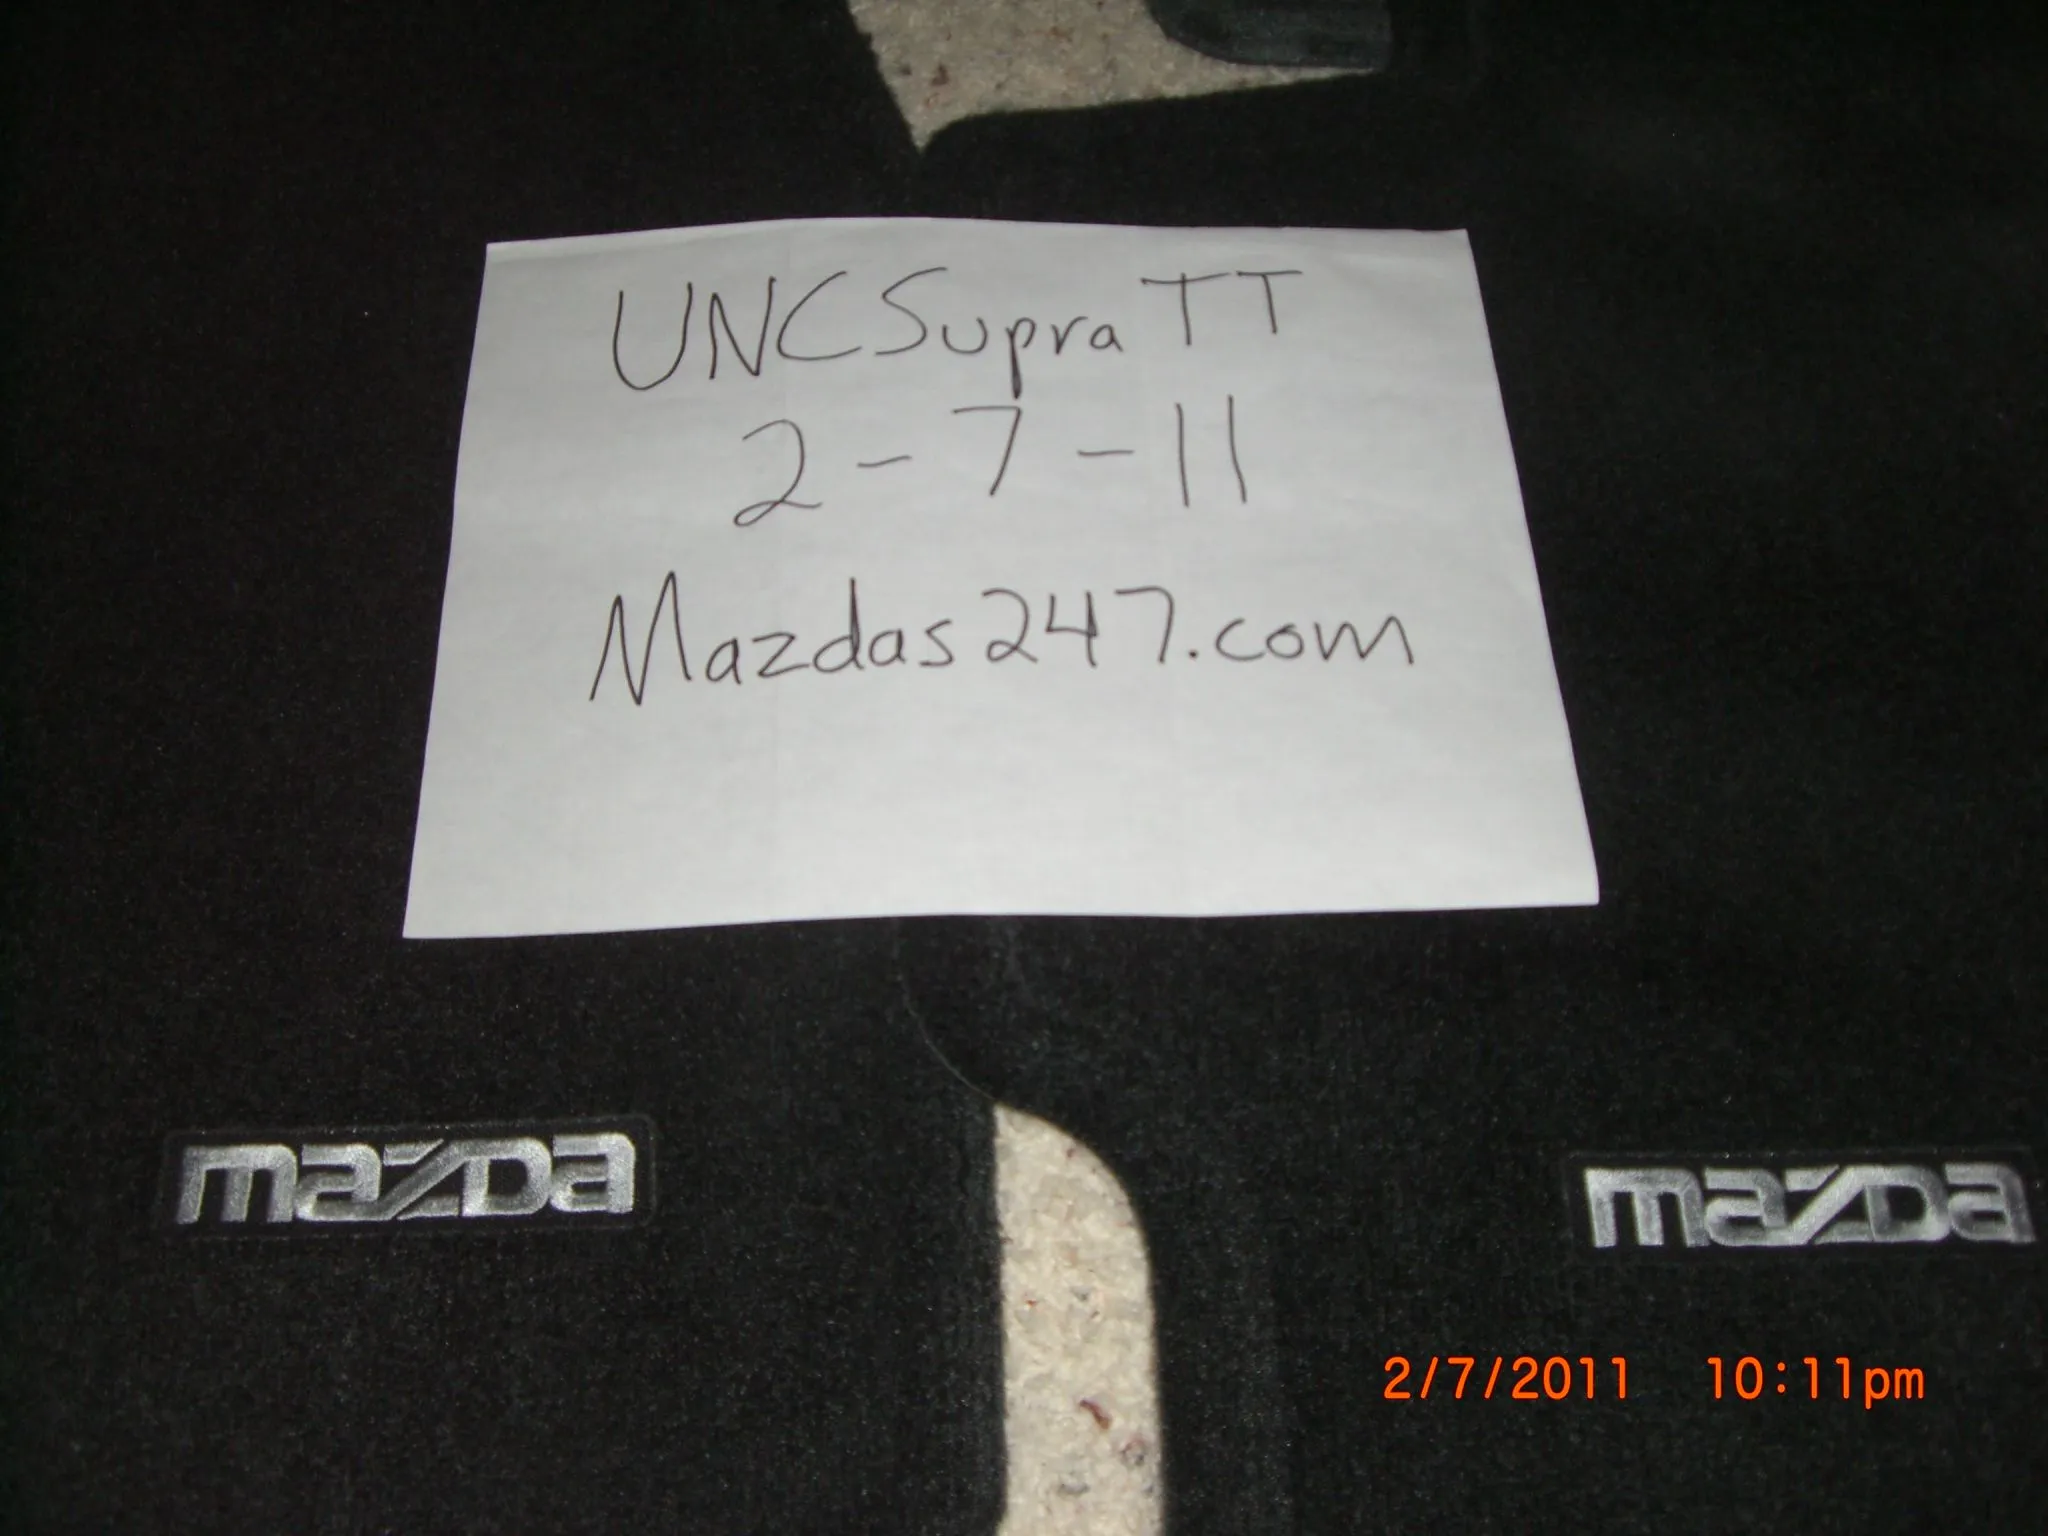 UNCSupraTT
2-7-11
Mazdas247.com
mazda
mazda
2/7/2011 10:11pm